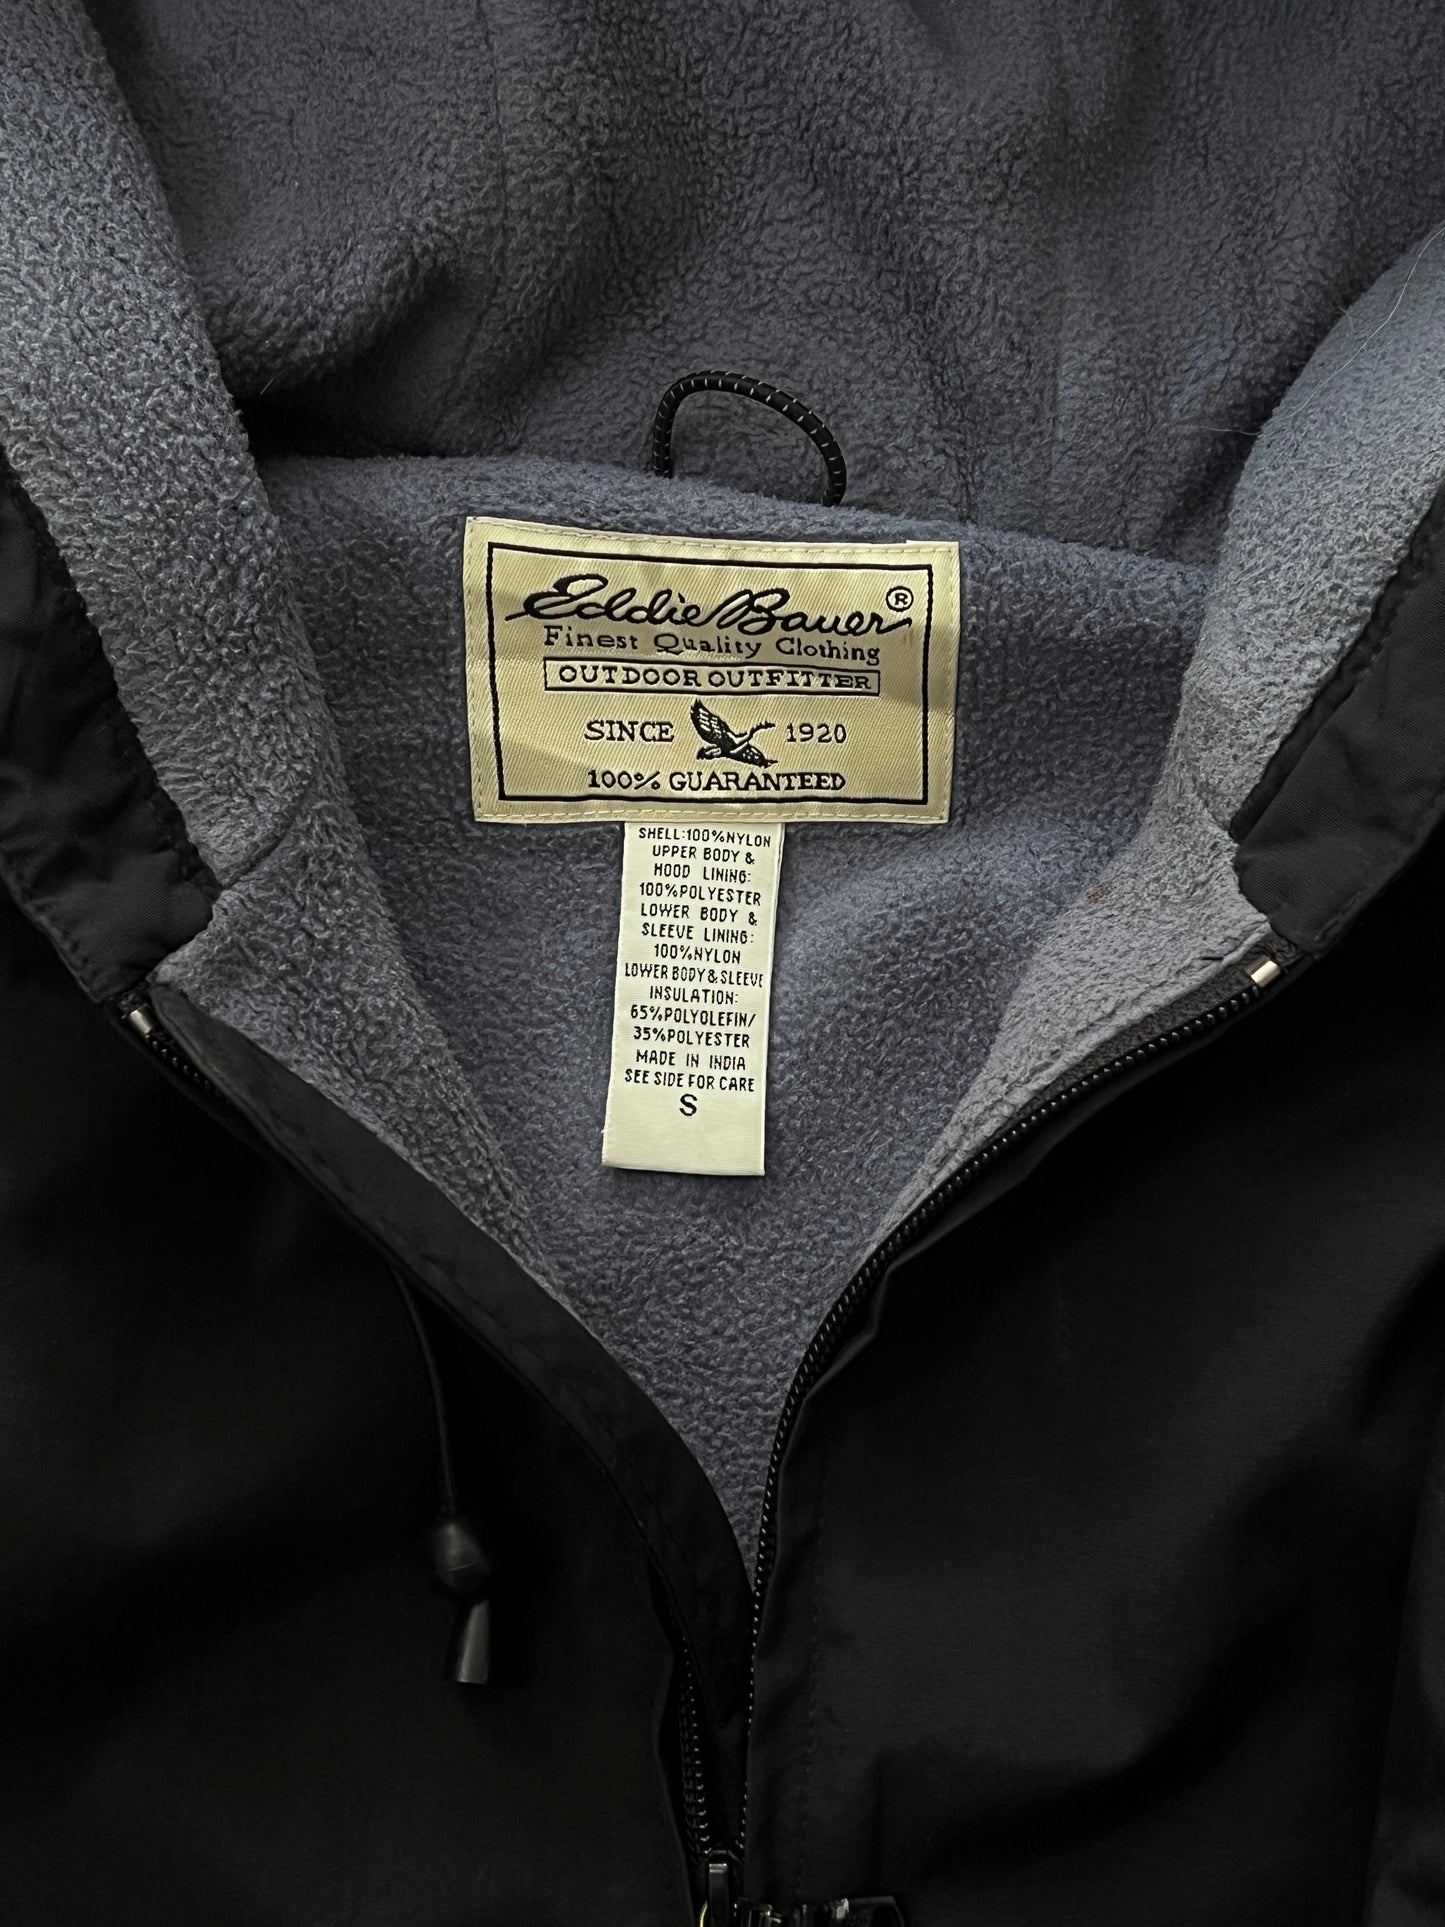 Eddie Bauer®
Finest Quality Clothing
OUTDOOR OUTFITTER
SINCE 1920
100% GUARANTEED
SHELL:100%NYLON
UPPER BODY &
HOOD LINING:
100%POLYESTER
LOWER BODY &
SLEEVE LINING:
100%NYLON
LOWER BODY & SLEEVE
INSULATION:
65%POLYOLEFIN/
35%POLYESTER
MADE IN INDIA
SEE SIDE FOR CARE
S